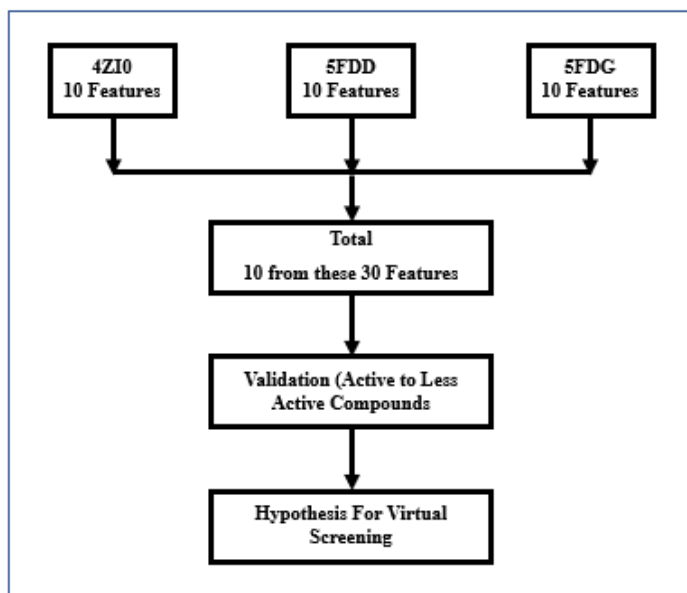 4ZI0
10 Features
5FDD
10 Features
5FDG
10 Features
Total
10 from these 30 Features
Validation (Active to Less
Active Compounds
Hypothesis For Virtual
Screening